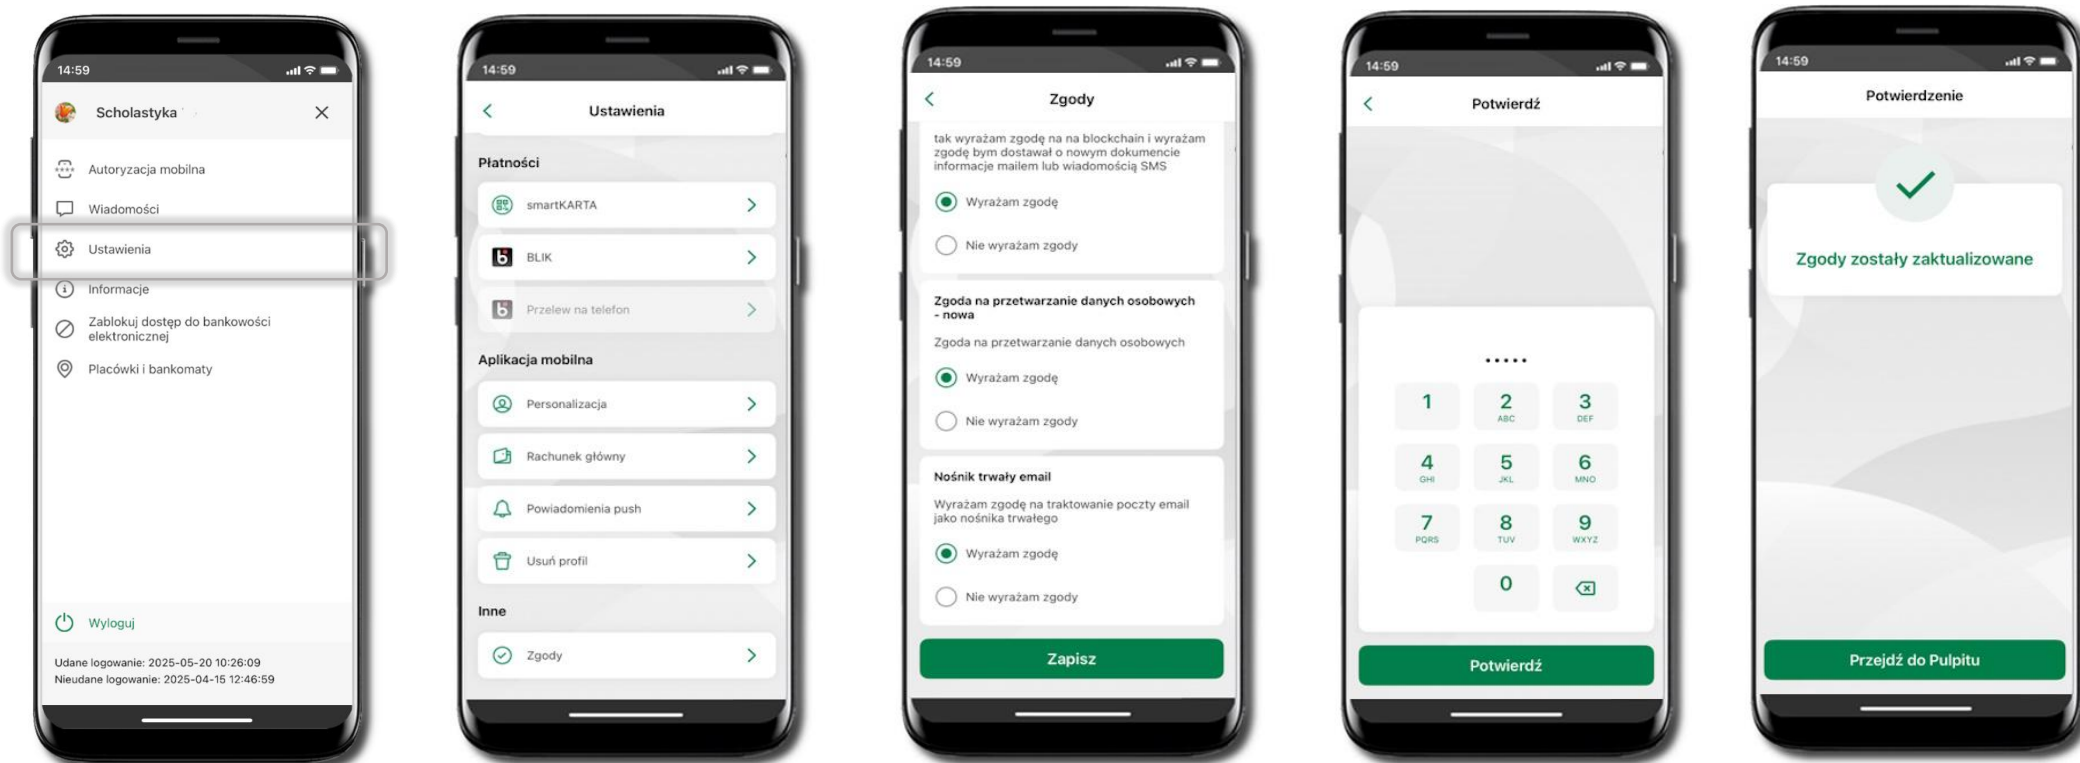 14:59
Scholastyka
Autoryzacja mobilna
Wiadomości
Ustawienia
Informacje
Zablokuj dostęp do bankowości
elektronicznej
Placówki i bankomaty
Wyloguj
Udane logowanie: 2025-05-20 10:26:09
Nieudane logowanie: 2025-04-15 12:46:59
14:59
Ustawienia
Płatności
smartKARTA
BLIK
Przelew na telefon
Aplikacja mobilna
Personalizacja
Rachunek główny
Powiadomienia push
Usuń profil
Inne
Zgody
14:59
Zgody
tak wyrażam zgodę na na blockchain i wyrażam
zgodę bym dostawał o nowym dokumencie
informacje mailem lub wiadomością SMS
Wyrażam zgodę
Nie wyrażam zgody
Zgoda na przetwarzanie danych osobowych
- nowa
Zgoda na przetwarzanie danych osobowych
Wyrażam zgodę
Nie wyrażam zgody
Nośnik trwały email
Wyrażam zgodę na traktowanie poczty email
jako nośnika trwałego
Wyrażam zgodę
Nie wyrażam zgody
Zapisz
14:59
Potwierdź
1 2 3
ABC DEF
4 5 6
GHI JKL MNO
7 8 9
PQRS TUV WXYZ
0
Potwierdź
14:59
Potwierdzenie
Zgody zostały zaktualizowane
Przejdź do Pulpitu